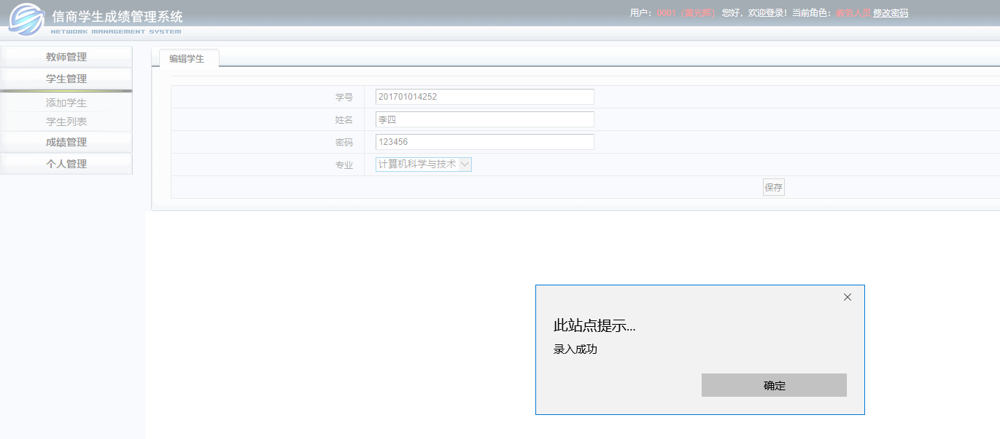 信商学生成绩管理系统
NETWORK MANAGEMENT SYSTEM
用户：0001（黄光辉） 您好，欢迎登录！当前角色：教务人员 修改密码
教师管理
学生管理
添加学生
学生列表
成绩管理
个人管理
编辑学生
学号 201701014252
姓名 李四
密码 123456
专业 计算机科学与技术
保存
此站点提示...
录入成功
确定